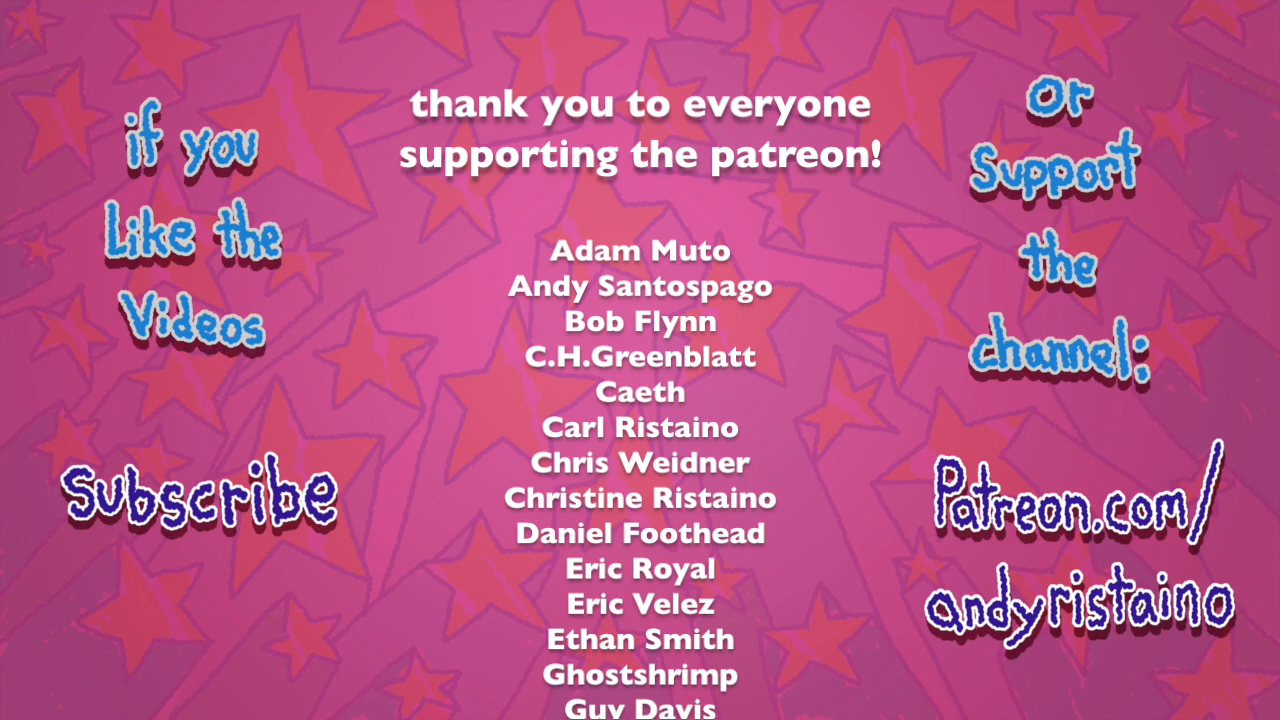 if you
Like the
Videos
Subscribe
thank you to everyone
supporting the patreon!
Adam Muto
Andy Santospago
Bob Flynn
C.H.Greenblatt
Caeth
Carl Ristaino
Chris Weidner
Christine Ristaino
Daniel Foothead
Eric Royal
Eric Velez
Ethan Smith
Ghostshrimp
Guy Davis
Or
Support
the
channel:
Patreon.com/
andyristaino